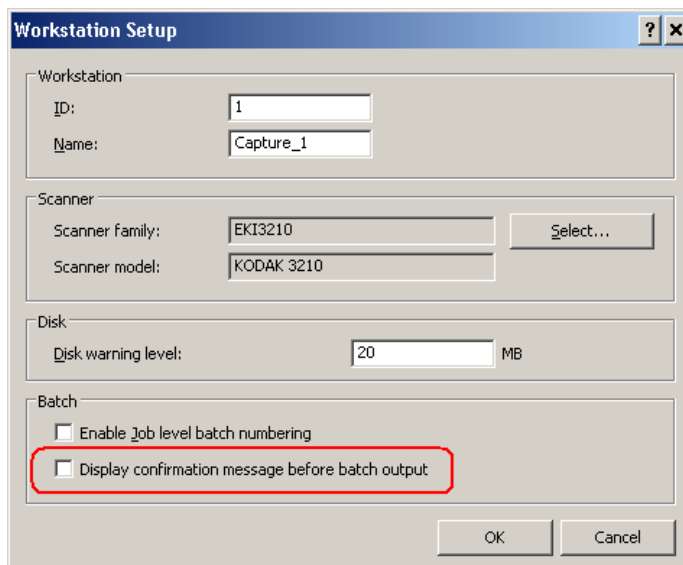 Workstation Setup
Workstation
ID: 1
Name: Capture_1
Scanner
Scanner family: EKI3210 Select...
Scanner model: KODAK 3210
Disk
Disk warning level: 20 MB
Batch
Enable Job level batch numbering
Display confirmation message before batch output
OK Cancel